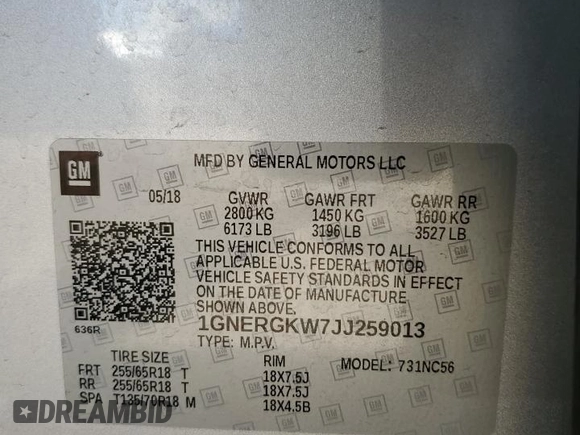 GM
MFD BY GENERAL MOTORS LLC
05/18 GVWR GAWR FRT GAWR RR
2800 KG 1450 KG 1600 KG
6173 LB 3196 LB 3527 LB
THIS VEHICLE CONFORMS TO ALL
APPLICABLE U.S. FEDERAL MOTOR
VEHICLE SAFETY STANDARDS IN EFFECT
ON THE DATE OF MANUFACTURE
SHOWN ABOVE.
636R
1GNERGKW7JJ259013
TYPE: M.P.V.
TIRE SIZE RIM MODEL: 731NC56
FRT 255/65R18 T 18X7.5J
RR 255/65R18 T 18X7.5J
SPA T135/70R18 M 18X4.5B
DREAMBID